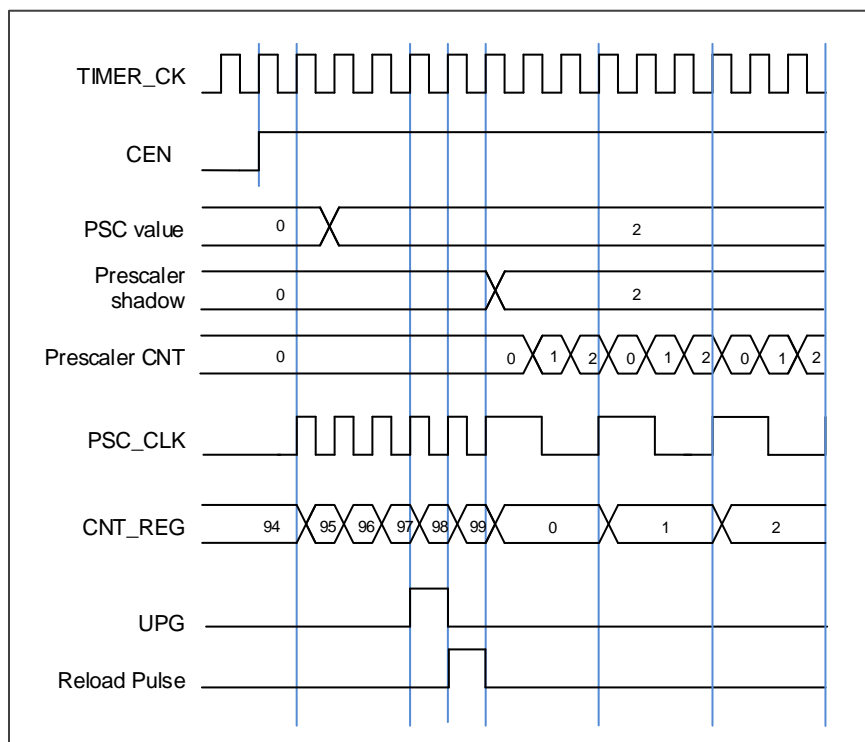 TIMER_CK
CEN
PSC value 0 2
Prescaler
shadow 0 2
Prescaler CNT 0 0 1 2 0 1 2 0 1 2
PSC_CLK
CNT_REG 94 95 96 97 98 99 0 1 2
UPG
Reload Pulse